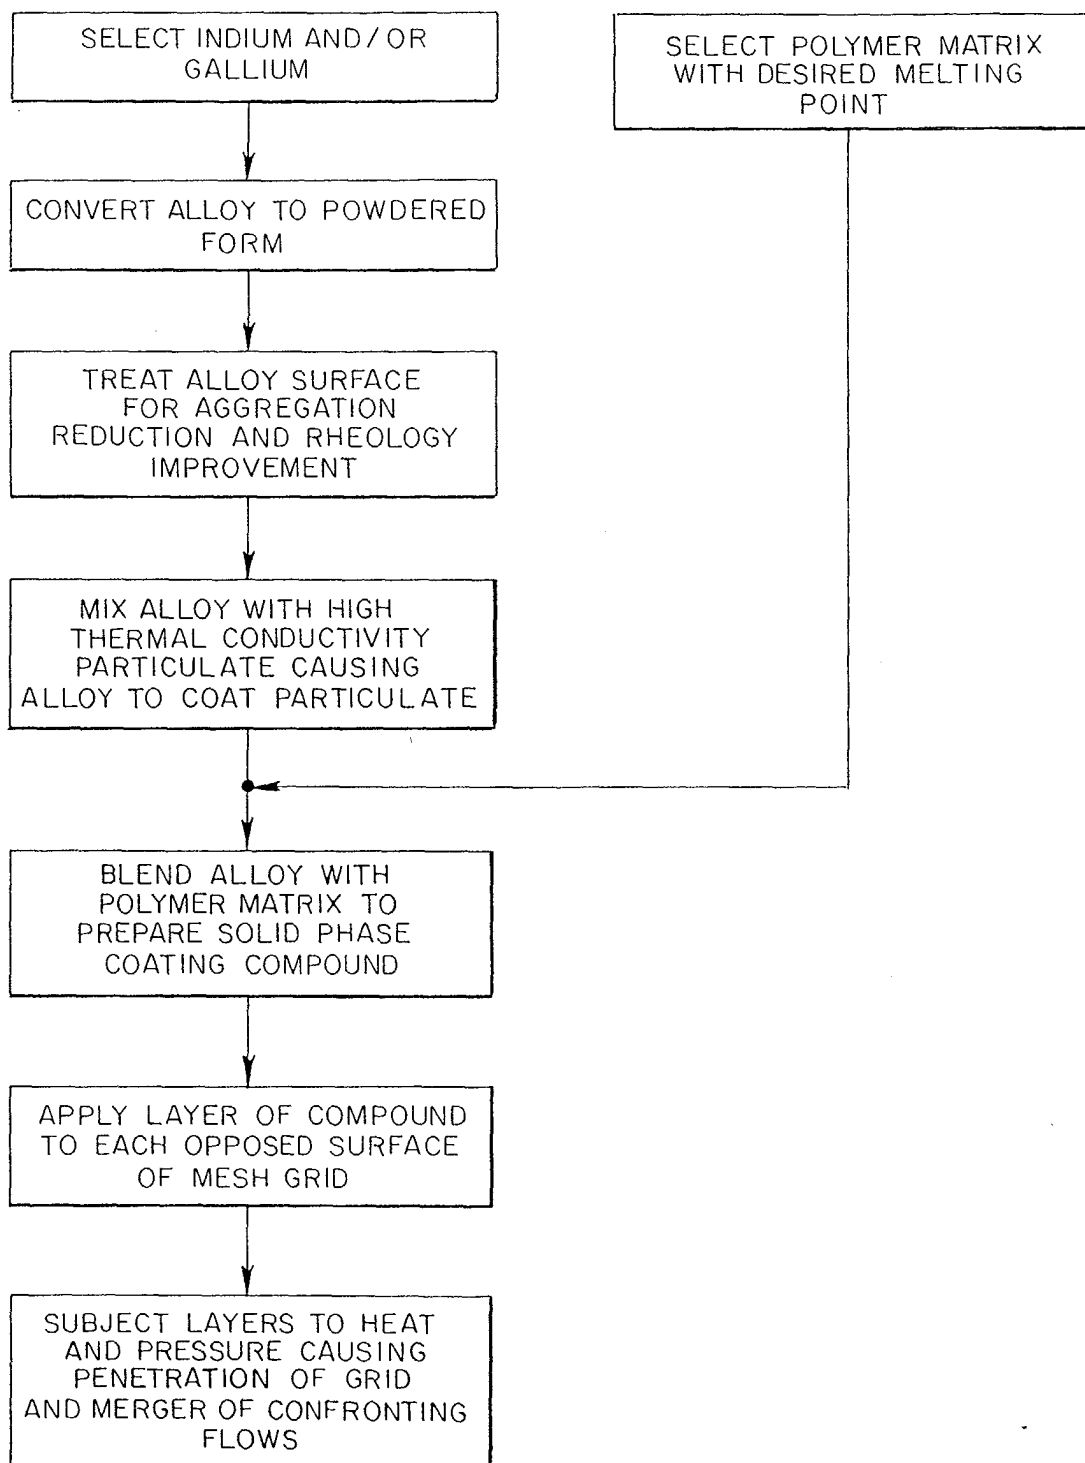 SELECT INDIUM AND/OR
GALLIUM
SELECT POLYMER MATRIX
WITH DESIRED MELTING
POINT
CONVERT ALLOY TO POWDERED
FORM
TREAT ALLOY SURFACE
FOR AGGREGATION
REDUCTION AND RHEOLOGY
IMPROVEMENT
MIX ALLOY WITH HIGH
THERMAL CONDUCTIVITY
PARTICULATE CAUSING
ALLOY TO COAT PARTICULATE
BLEND ALLOY WITH
POLYMER MATRIX TO
PREPARE SOLID PHASE
COATING COMPOUND
APPLY LAYER OF COMPOUND
TO EACH OPPOSED SURFACE
OF MESH GRID
SUBJECT LAYERS TO HEAT
AND PRESSURE CAUSING
PENETRATION OF GRID
AND MERGER OF CONFRONTING
FLOWS